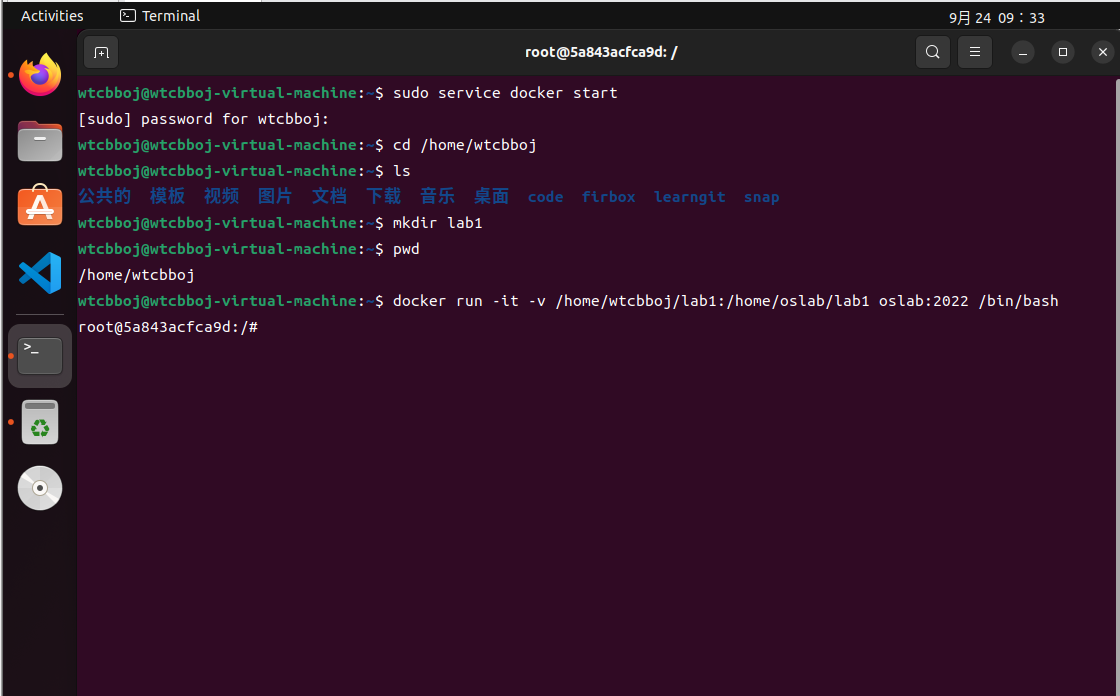 Activities
Terminal
9月 24 09：33
root@5a843acfca9d: /
wtcbboj@wtcbboj-virtual-machine:~$ sudo service docker start
[sudo] password for wtcbboj:
wtcbboj@wtcbboj-virtual-machine:~$ cd /home/wtcbboj
wtcbboj@wtcbboj-virtual-machine:~$ ls
公共的 模板 视频 图片 文档 下载 音乐 桌面 code firbox learngit snap
wtcbboj@wtcbboj-virtual-machine:~$ mkdir lab1
wtcbboj@wtcbboj-virtual-machine:~$ pwd
/home/wtcbboj
wtcbboj@wtcbboj-virtual-machine:~$ docker run -it -v /home/wtcbboj/lab1:/home/oslab/lab1 oslab:2022 /bin/bash
root@5a843acfca9d:/#